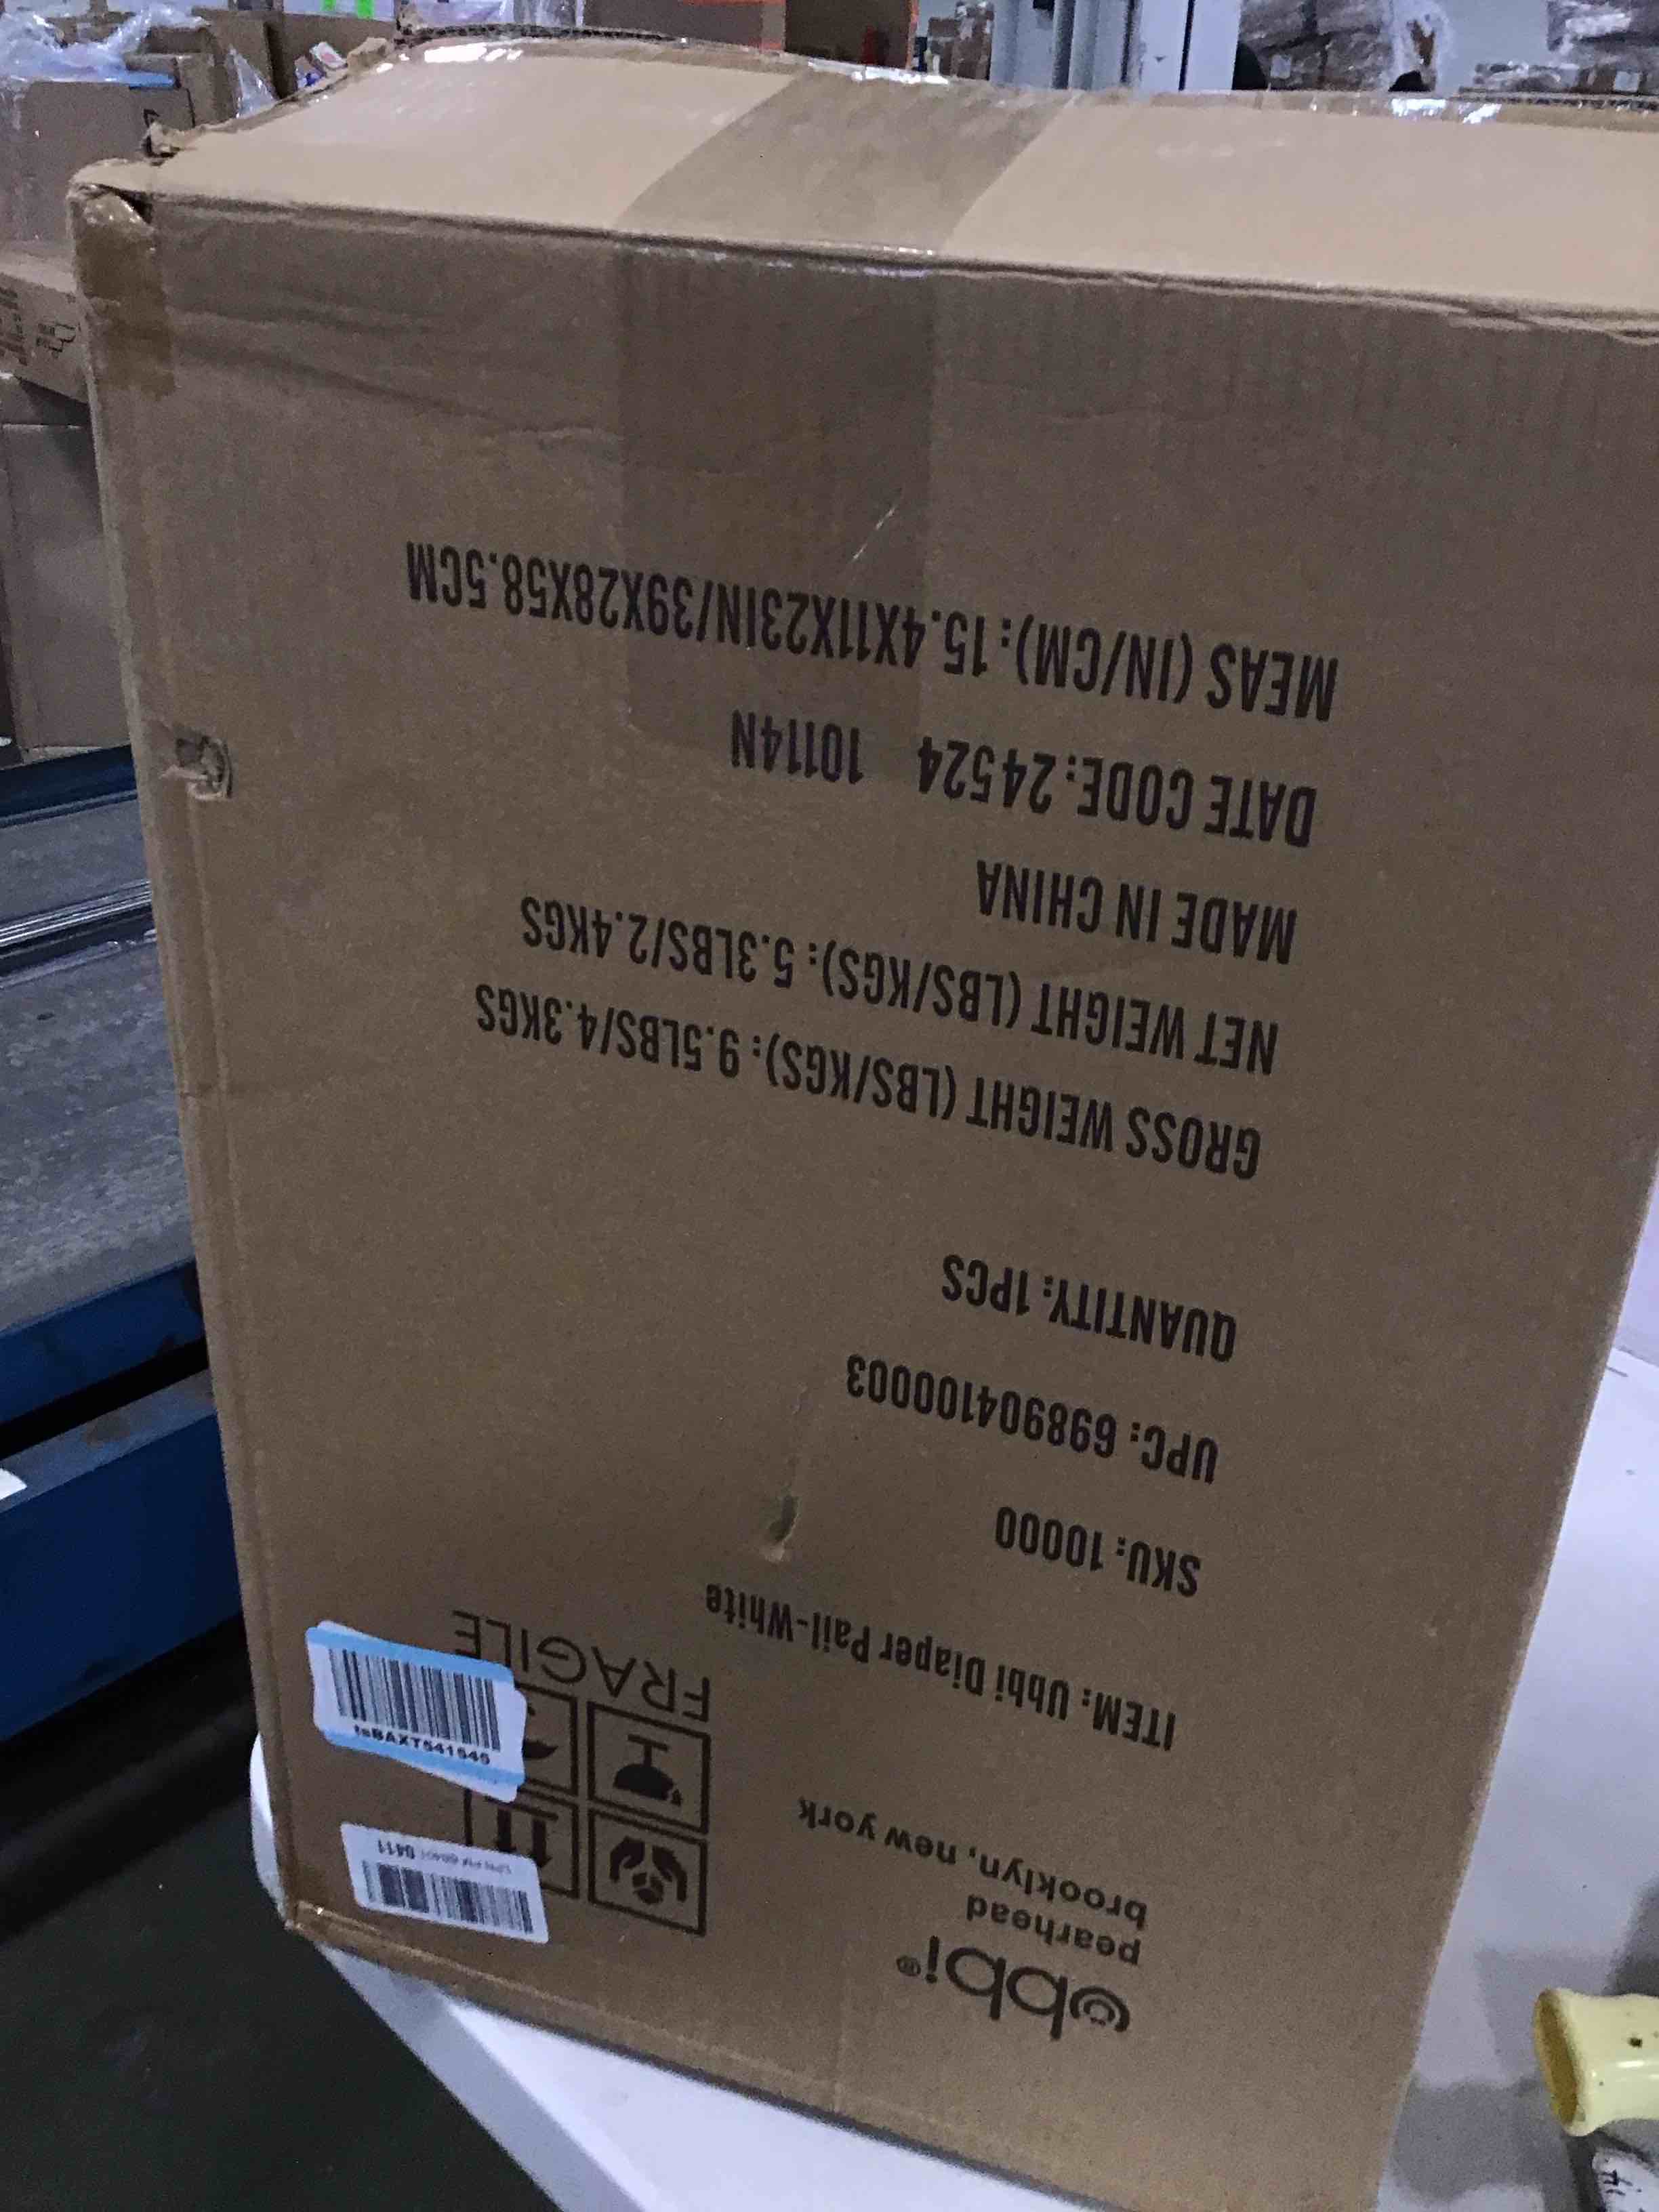 ubbi®
pearhead
brooklyn, new york
FRAGILE
ITEM: Ubbi Diaper Pail-White
SKU: 10000
UPC: 698904100003
QUANTITY: 1PCS
GROSS WEIGHT (LBS/KGS): 9.5LBS/4.3KGS
NET WEIGHT (LBS/KGS): 5.3LBS/2.4KGS
MADE IN CHINA
DATE CODE: 24524 10114N
MEAS (IN/CM): 15.4X11X23IN/39X28X58.5CM
tsBAXT541545
0411